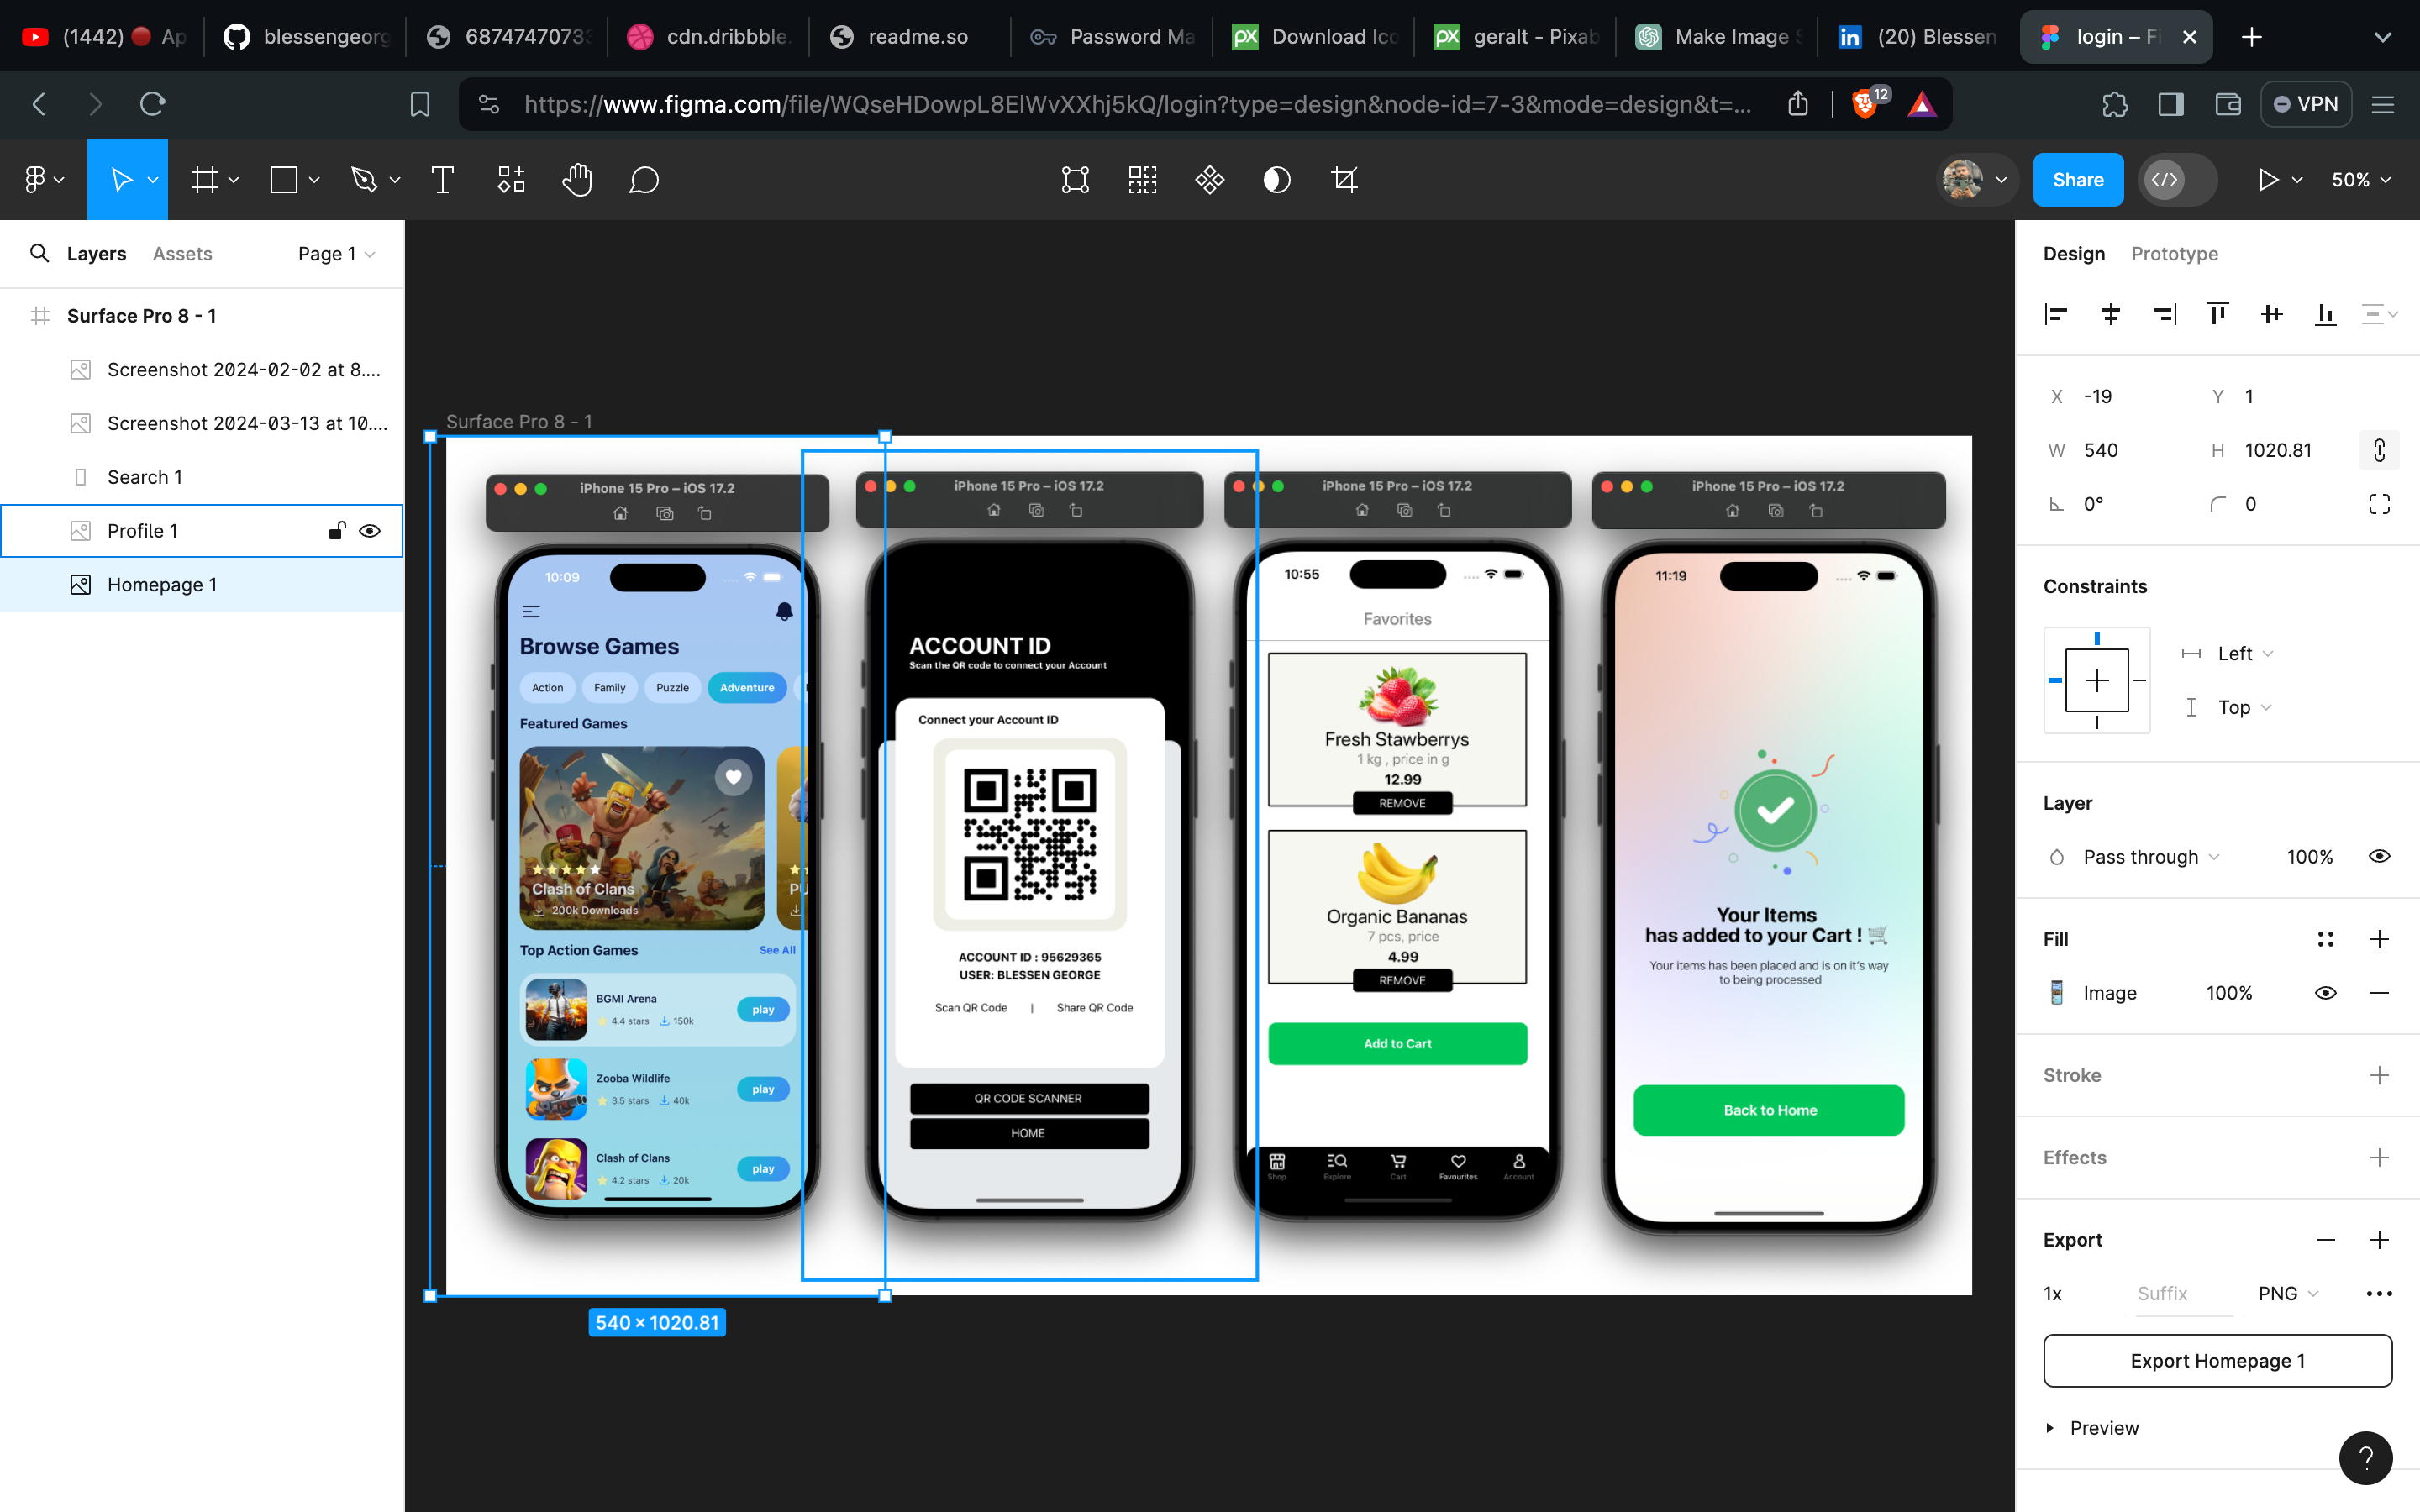 (1442) 🔴 Ap
blessengeorg
68747470733
cdn.dribbble.
readme.so
Password Ma
px
Download Ico
px
geralt - Pixab
Make Image S
in
(20) Blessen
login – Fi
https://www.figma.com/file/WQseHDowpL8ElWvXXhj5kQ/login?type=design&node-id=7-3&mode=design&t=...
12
VPN
T
Share
50%
Layers
Assets
Page 1
Surface Pro 8 - 1
Screenshot 2024-02-02 at 8....
Screenshot 2024-03-13 at 10....
Search 1
Profile 1
Homepage 1
Surface Pro 8 - 1
iPhone 15 Pro – iOS 17.2
10:09
Browse Games
Action
Family
Puzzle
Adventure
Featured Games
Clash of Clans
200k Downloads
PU
Top Action Games
See All
BGMI Arena
4.4 stars
150k
play
Zooba Wildlife
3.5 stars
40k
play
Clash of Clans
4.2 stars
20k
play
540 × 1020.81
iPhone 15 Pro – iOS 17.2
ACCOUNT ID
Scan the QR code to connect your Account
Connect your Account ID
ACCOUNT ID : 95629365
USER: BLESSEN GEORGE
Scan QR Code | Share QR Code
QR CODE SCANNER
HOME
iPhone 15 Pro – iOS 17.2
10:55
Favorites
Fresh Stawberrys
1 kg , price in g
12.99
REMOVE
Organic Bananas
7 pcs, price
4.99
REMOVE
Add to Cart
Shop
Explore
Cart
Favourites
Account
iPhone 15 Pro – iOS 17.2
11:19
Your Items
has added to your Cart ! 🛒
Your items has been placed and is on it's way
to being processed
Back to Home
Design
Prototype
X -19
Y 1
W 540
H 1020.81
0°
0
Constraints
Left
Top
Layer
Pass through
100%
Fill
Image
100%
Stroke
Effects
Export
1x
Suffix
PNG
Export Homepage 1
Preview
?